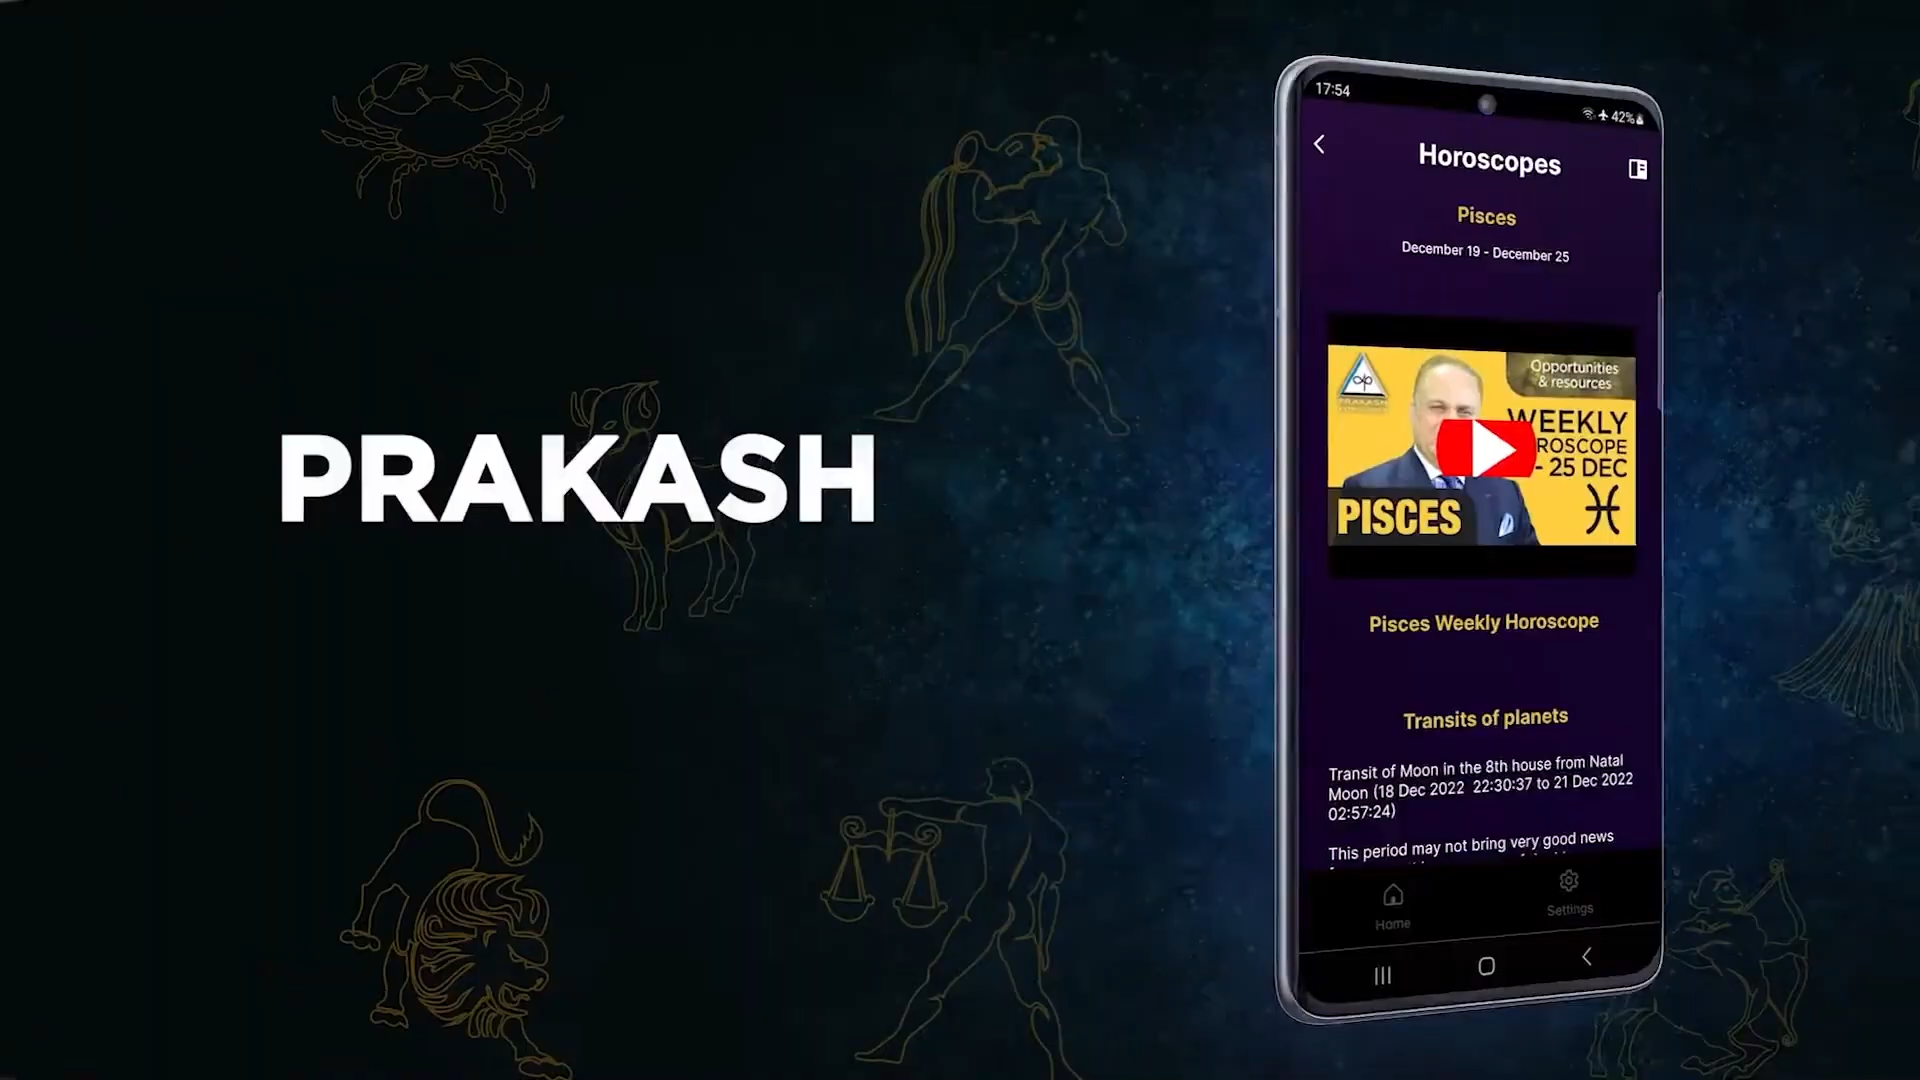 PRAKASH
17:54
42%
Horoscopes
Pisces
December 19 - December 25
Opportunities
& resources
PRAKASH
WEEKLY
ROSCOPE
- 25 DEC
PISCES
Pisces Weekly Horoscope
Transits of planets
Transit of Moon in the 8th house from Natal
Moon (18 Dec 2022 22:30:37 to 21 Dec 2022
02:57:24)
This period may not bring very good news
Home
Settings